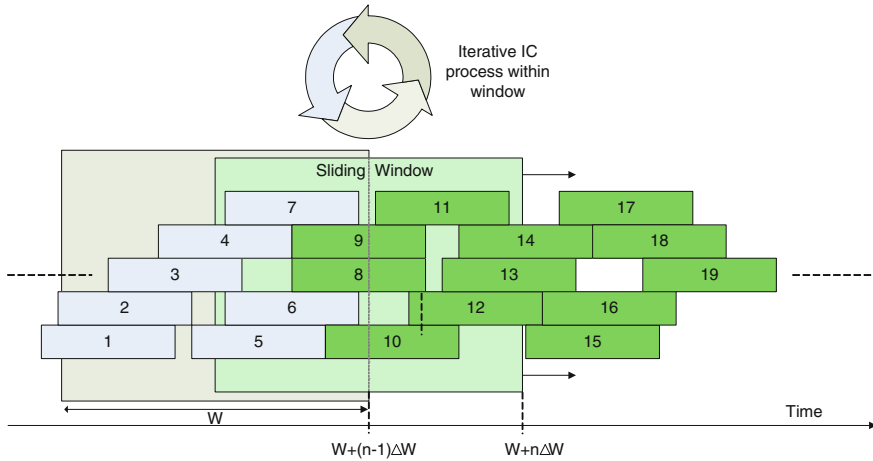 Iterative IC
process within
window
Sliding Window
7 11 17
4 9 14 18
3 8 13 19
2 6 12 16
1 5 10 15
W
Time
W+(n-1)ΔW W+nΔW